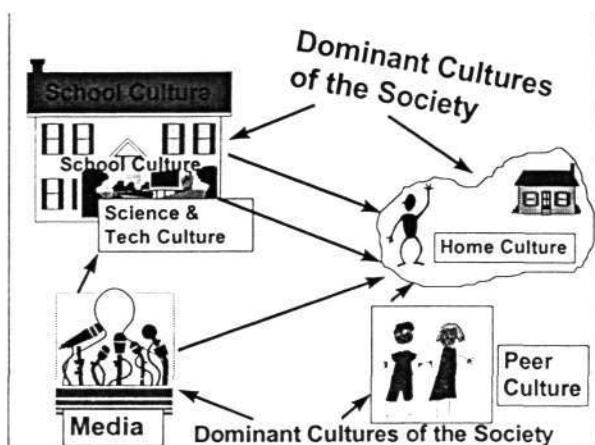 Dominant Cultures
of the Society
School Culture
School Culture
Science &
Tech Culture
Home Culture
Peer
Culture
Media
Dominant Cultures of the Society